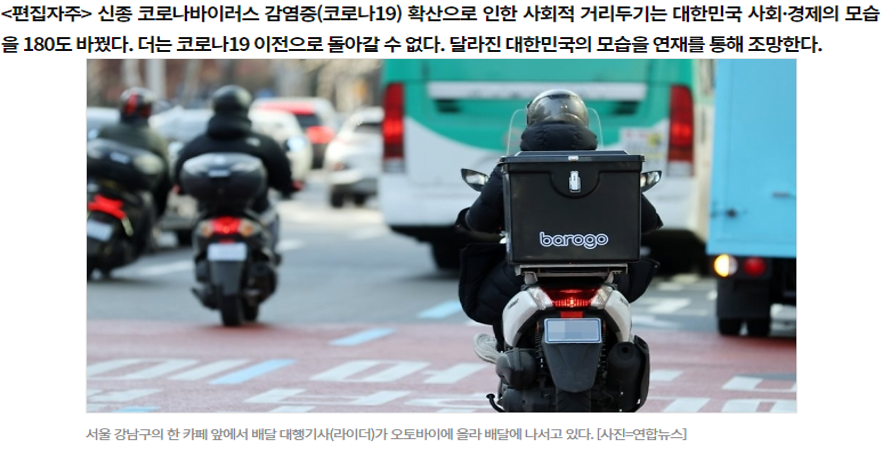 <편집자주> 신종 코로나바이러스 감염증(코로나19) 확산으로 인한 사회적 거리두기는 대한민국 사회·경제의 모습
을 180도 바꿨다. 더는 코로나19 이전으로 돌아갈 수 없다. 달라진 대한민국의 모습을 연재를 통해 조망한다.
barogo
서울 강남구의 한 카페 앞에서 배달 대행기사(라이더)가 오토바이에 올라 배달에 나서고 있다. [사진=연합뉴스]